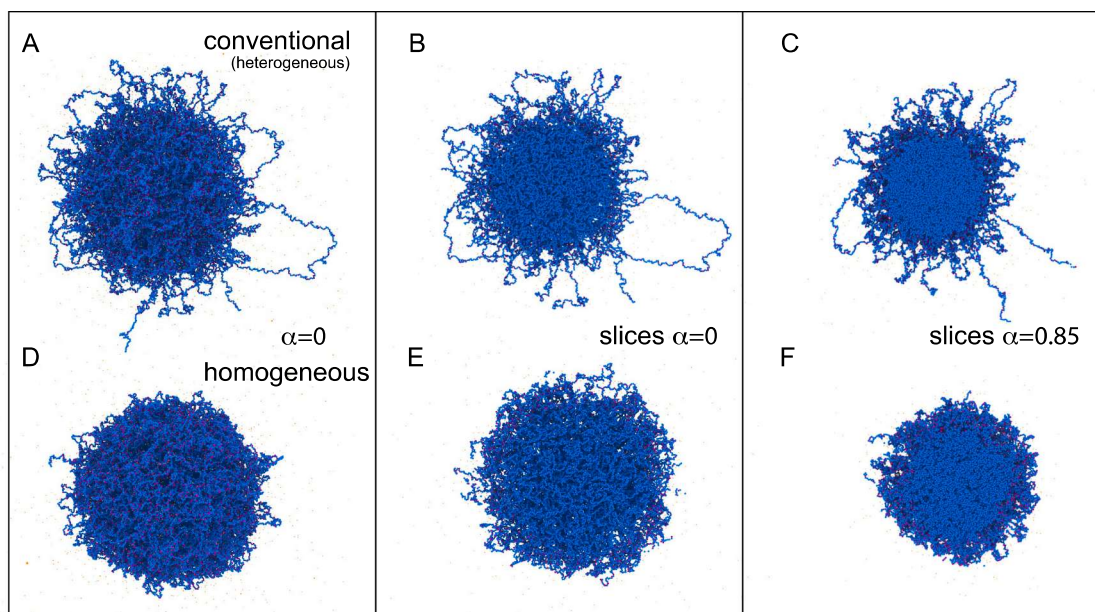 A
conventional
(heterogeneous)
α=0
B
slices α=0
C
slices α=0.85
D
homogeneous
E
F